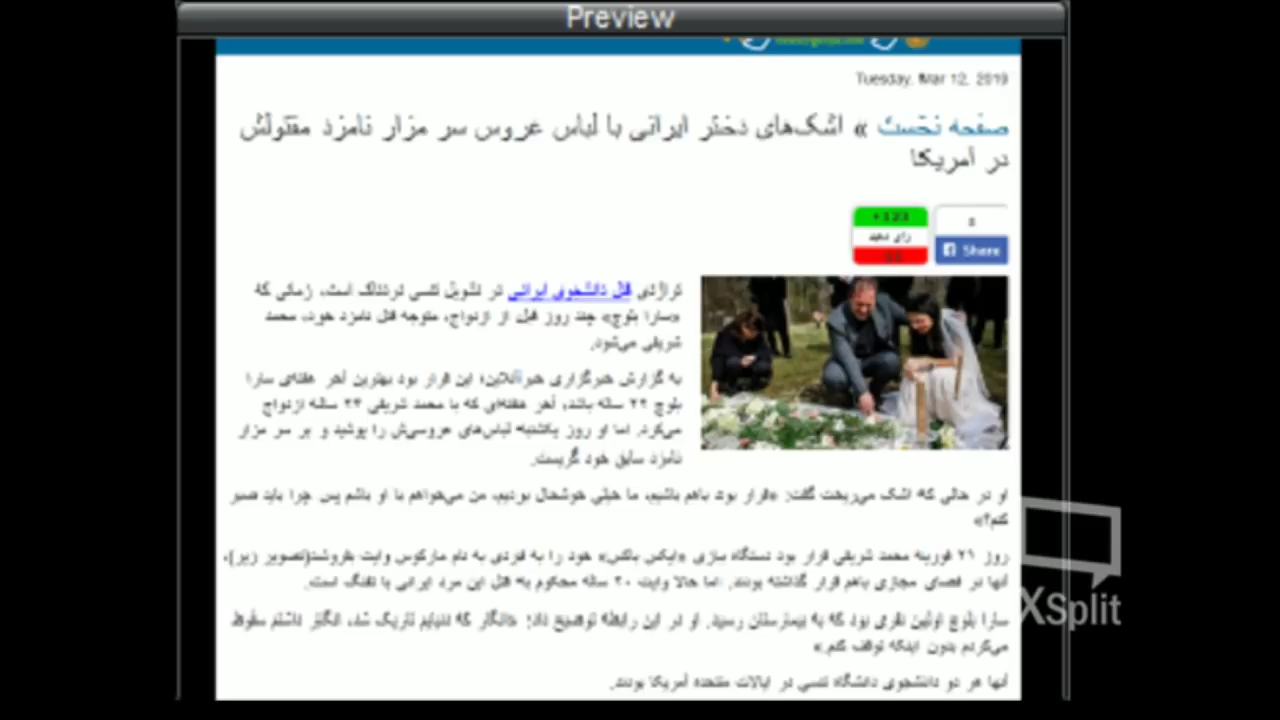 Preview
Tuesday, Mar 12, 2019
صفحه نخست » اشک‌های دختر ایرانی با لباس عروس سر مزار نامزد مقتولش
در آمریکا
+123
رای دهید
8
Share
تراژدی قتل دانشجوی ایرانی در نشویل تنسی دردناک است، زمانی که
«سارا بلوچ» چند روز قبل از ازدواج، متوجه قتل نامزد خود، محمد
شریفی می‌شود.
به گزارش خبرگزاری خبرآنلاین؛ این قرار بود بهترین آخر هفته‌ی سارا
بلوچ ۲۲ ساله باشد، آخر هفته‌ای که با محمد شریفی ۲۳ ساله ازدواج
می‌کرد. اما او روز یکشنبه لباس‌های عروسی‌ش را پوشید و بر سر مزار
نامزد سابق خود گریست.
او در حالی که اشک می‌ریخت گفت: «قرار بود باهم باشیم، ما خیلی خوشحال بودیم، من می‌خواهم با او باشم پس چرا باید صبر
کنم؟»
روز ۲۱ فوریه محمد شریفی قرار بود دستگاه بازی «ایکس باکس» خود را به فردی به نام مارکوس وایت بفروشد(تصویر زیر)،
آنها در فضای مجازی باهم قرار گذاشته بودند. اما حالا وایت ۲۰ ساله محکوم به قتل این مرد ایرانی با تفنگ است.
سارا بلوچ اولین نفری بود که به بیمارستان رسید. او در این رابطه توضیح داد: «انگار که دنیایم تاریک شد، انگار داشتم سقوط
می‌کردم بدون اینکه توقف کنم.»
آنها هر دو دانشجوی دانشگاه تنسی در ایالات متحده آمریکا بودند.
XSplit